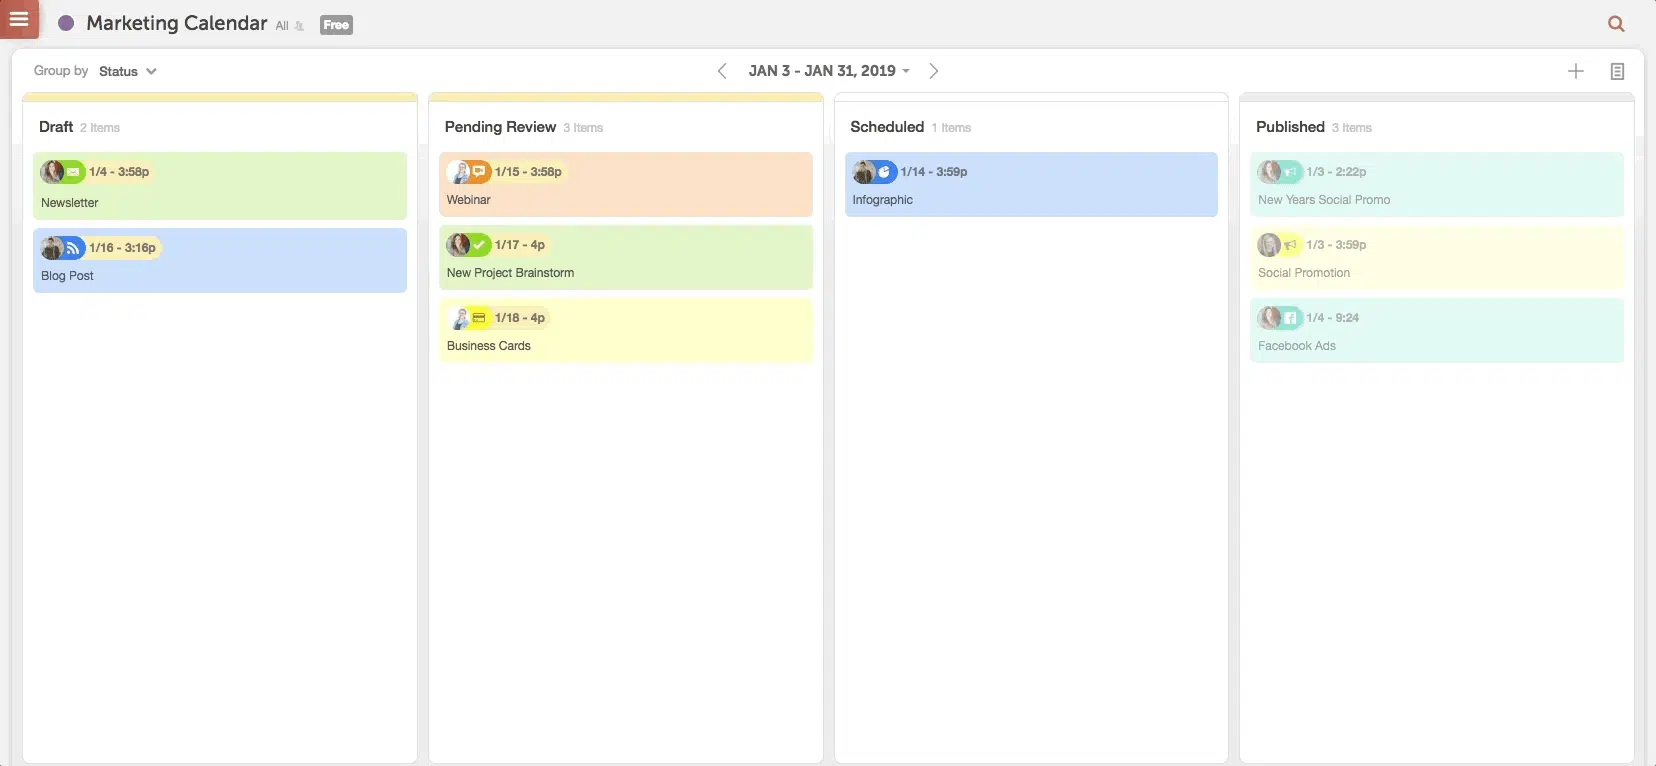 Marketing Calendar All Free
Group by Status
JAN 3 - JAN 31, 2019
Draft 2 Items
1/4 - 3:58p
Newsletter
1/16 - 3:16p
Blog Post
Pending Review 3 Items
1/15 - 3:58p
Webinar
1/17 - 4p
New Project Brainstorm
1/18 - 4p
Business Cards
Scheduled 1 Items
1/14 - 3:59p
Infographic
Published 3 Items
1/3 - 2:22p
New Years Social Promo
1/3 - 3:59p
Social Promotion
1/4 - 9:24
Facebook Ads